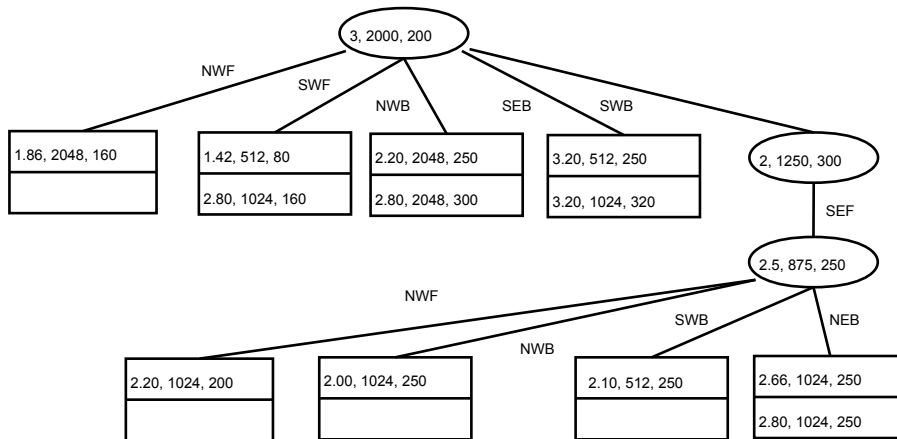 3, 2000, 200
NWF
SWF
NWB
SEB
SWB
1.86, 2048, 160
1.42, 512, 80
2.80, 1024, 160
2.20, 2048, 250
2.80, 2048, 300
3.20, 512, 250
3.20, 1024, 320
2, 1250, 300
SEF
2.5, 875, 250
NWF
NWB
SWB
NEB
2.20, 1024, 200
2.00, 1024, 250
2.10, 512, 250
2.66, 1024, 250
2.80, 1024, 250